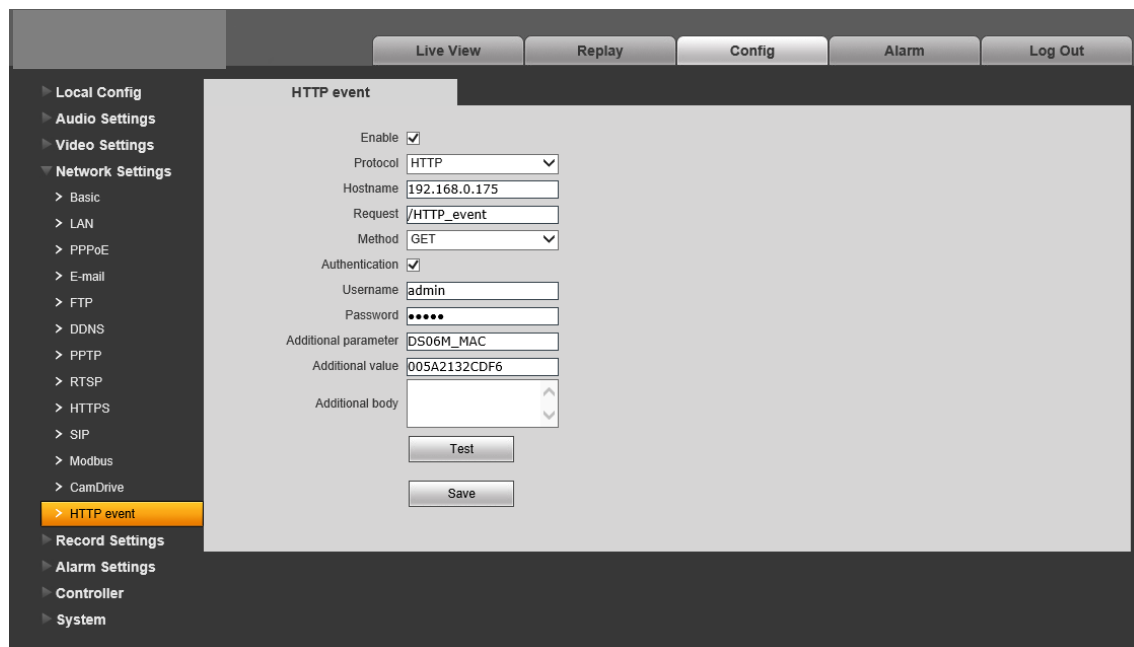 Live View Replay Config Alarm Log Out
Local Config
Audio Settings
Video Settings
Network Settings
> Basic
> LAN
> PPPoE
> E-mail
> FTP
> DDNS
> PPTP
> RTSP
> HTTPS
> SIP
> Modbus
> CamDrive
> HTTP event
Record Settings
Alarm Settings
Controller
System
HTTP event
Enable
Protocol HTTP
Hostname 192.168.0.175
Request /HTTP_event
Method GET
Authentication
Username admin
Password •••••
Additional parameter DS06M_MAC
Additional value 005A2132CDF6
Additional body
Test
Save